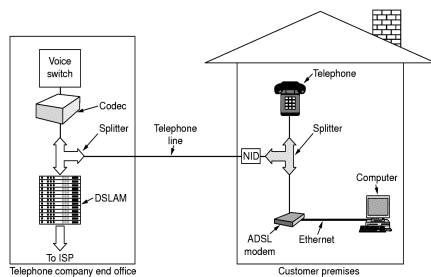 Voice
switch
Codec
Splitter
Telephone
line
DSLAM
To ISP
Telephone company end office
Telephone
NID
Splitter
Computer
ADSL
modem
Ethernet
Customer premises